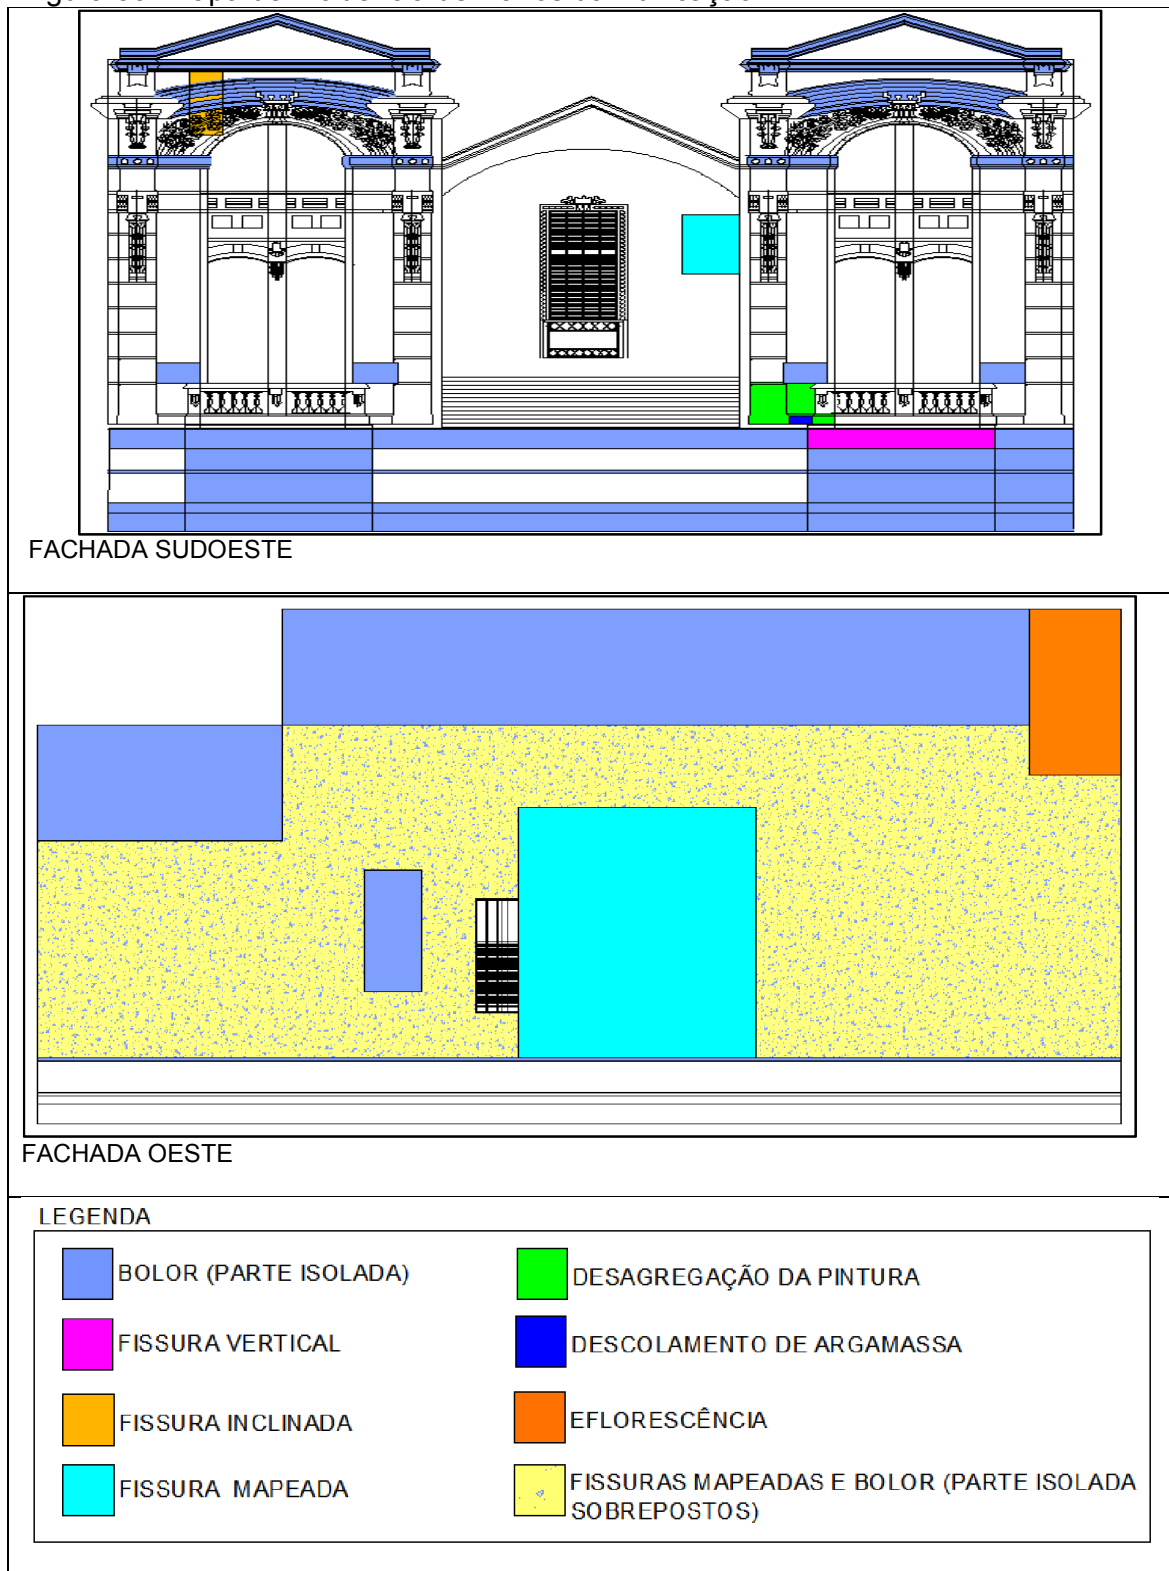 FACHADA SUDOESTE
FACHADA OESTE
LEGENDA
BOLOR (PARTE ISOLADA)
FISSURA VERTICAL
FISSURA INCLINADA
FISSURA MAPEADA
DESAGREGAÇÃO DA PINTURA
DESCOLAMENTO DE ARGAMASSA
EFLORESCÊNCIA
FISSURAS MAPEADAS E BOLOR (PARTE ISOLADA
SOBREPOSTOS)